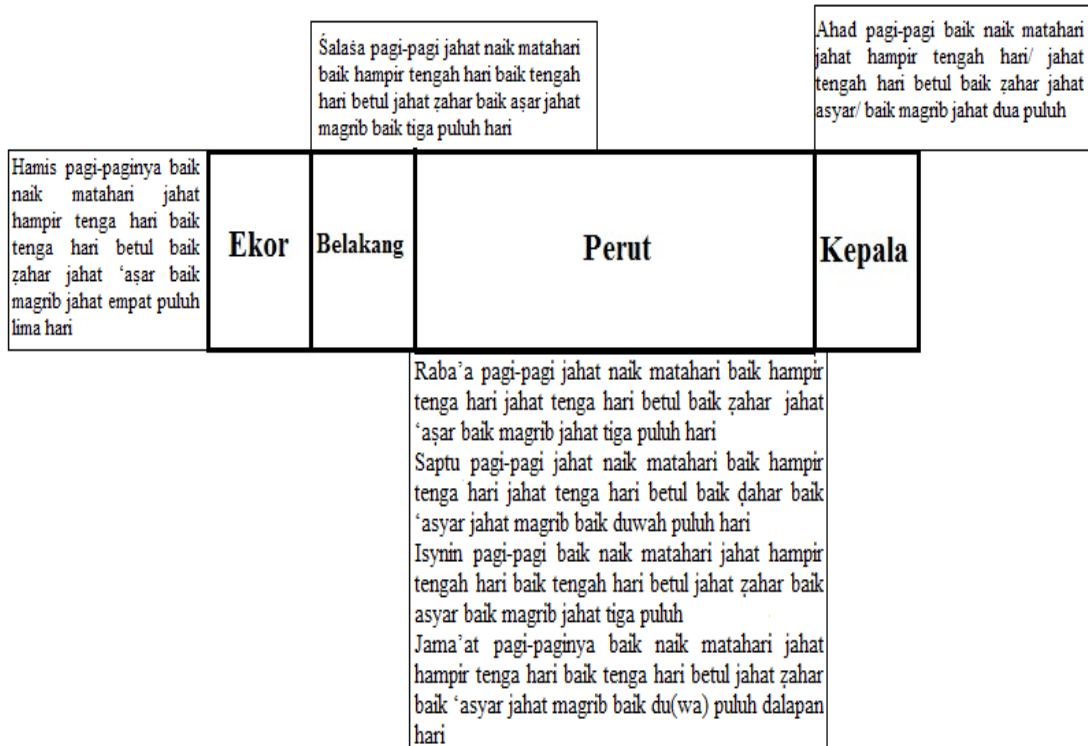 Śalaśa pagi-pagi jahat naik matahari
baik hampir tengah hari baik tengah
hari betul jahat ẓahar baik aṣar jahat
magrib baik tiga puluh hari
Ahad pagi-pagi baik naik matahari
jahat hampir tengah hari/ jahat
tengah hari betul baik ẓahar jahat
asyar/ baik magrib jahat dua puluh
Hamis pagi-paginya baik
naik matahari jahat
hampir tenga hari baik
tenga hari betul baik
ẓahar jahat ‘aṣar baik
magrib jahat empat puluh
lima hari
Ekor
Belakang
Perut
Kepala
Raba’a pagi-pagi jahat naik matahari baik hampir
tenga hari jahat tenga hari betul baik ẓahar jahat
‘aṣar baik magrib jahat tiga puluh hari
Saptu pagi-pagi jahat naik matahari baik hampir
tenga hari jahat tenga hari betul baik ḍahar baik
‘asyar jahat magrib baik duwah puluh hari
Isynin pagi-pagi baik naik matahari jahat hampir
tengah hari baik tengah hari betul jahat ẓahar baik
asyar baik magrib jahat tiga puluh
Jama’at pagi-paginya baik naik matahari jahat
hampir tenga hari baik tenga hari betul jahat ẓahar
baik ‘asyar jahat magrib baik du(wa) puluh dalapan
hari